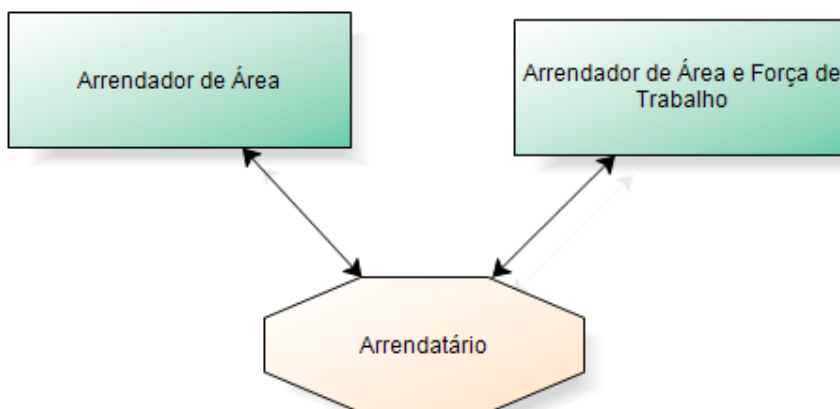 Arrendador de Área
Arrendador de Área e Força de
Trabalho
Arrendatário